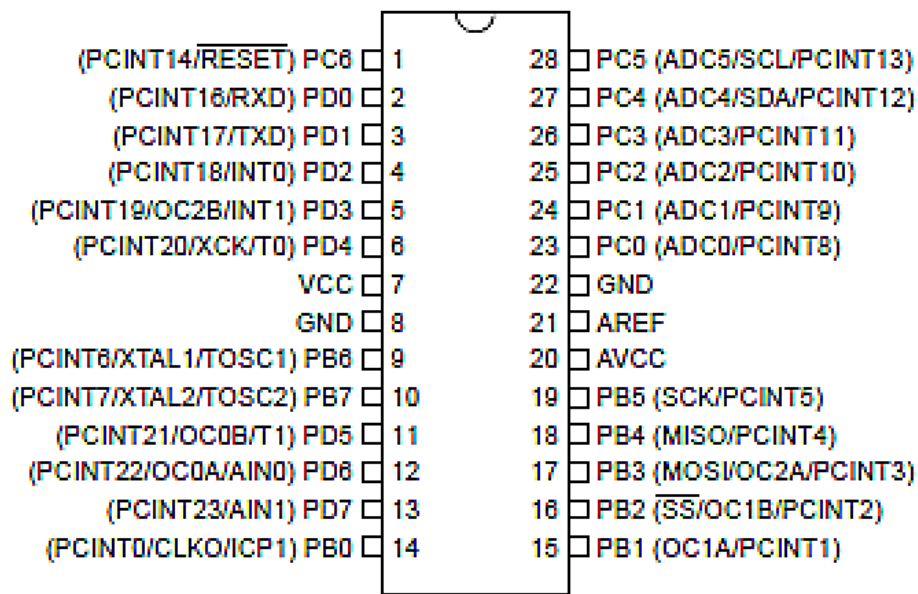 (PCINT14/RESET) PC6 1 28 PC5 (ADC5/SCL/PCINT13)
(PCINT16/RXD) PD0 2 27 PC4 (ADC4/SDA/PCINT12)
(PCINT17/TXD) PD1 3 26 PC3 (ADC3/PCINT11)
(PCINT18/INT0) PD2 4 25 PC2 (ADC2/PCINT10)
(PCINT19/OC2B/INT1) PD3 5 24 PC1 (ADC1/PCINT9)
(PCINT20/XCK/T0) PD4 6 23 PC0 (ADC0/PCINT8)
VCC 7 22 GND
GND 8 21 AREF
(PCINT6/XTAL1/TOSC1) PB6 9 20 AVCC
(PCINT7/XTAL2/TOSC2) PB7 10 19 PB5 (SCK/PCINT5)
(PCINT21/OC0B/T1) PD5 11 18 PB4 (MISO/PCINT4)
(PCINT22/OC0A/AIN0) PD6 12 17 PB3 (MOSI/OC2A/PCINT3)
(PCINT23/AIN1) PD7 13 16 PB2 (SS/OC1B/PCINT2)
(PCINT0/CLKO/ICP1) PB0 14 15 PB1 (OC1A/PCINT1)